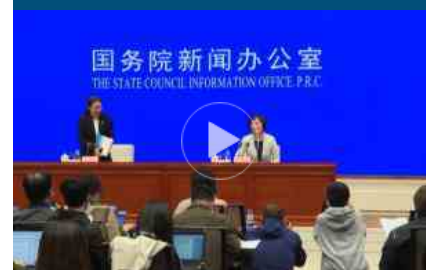 国务院新闻办公室
THE STATE COUNCIL INFORMATION OFFICE, P.R.C.